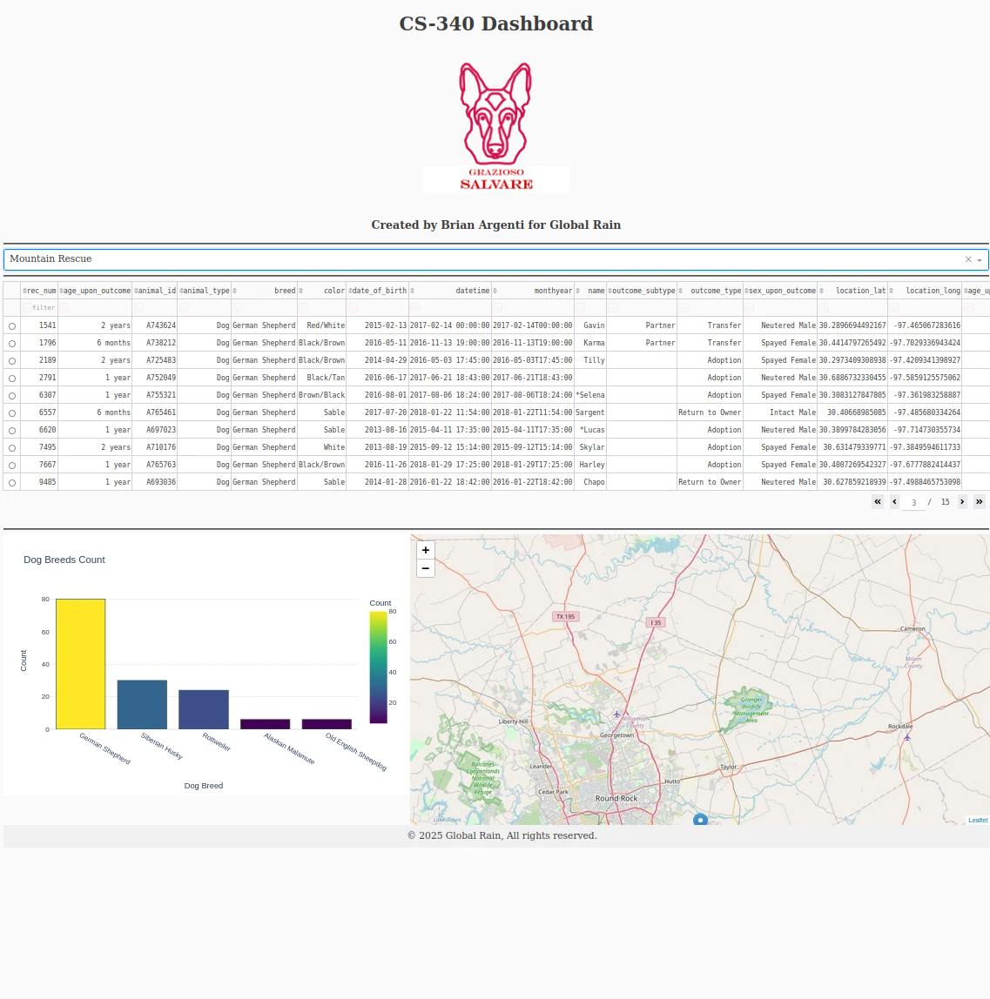 CS-340 Dashboard
GRAZIOSO
SALVARE
Created by Brian Argenti for Global Rain
Mountain Rescue
rec_num age_upon_outcome animal_id animal_type breed color date_of_birth datetime monthyear name outcome_subtype outcome_type sex_upon_outcome location_lat location_long age_u
filter
1541 2 years A743624 Dog German Shepherd Red/White 2015-02-13 2017-02-14 00:00:00 2017-02-14T00:00:00 Gavin Partner Transfer Neutered Male 30.2896694492167 -97.465067283616
1796 6 months A738212 Dog German Shepherd Black/Brown 2016-05-11 2016-11-13 19:00:00 2016-11-13T19:00:00 Karma Partner Transfer Spayed Female 30.4414797265492 -97.7029336943424
2189 2 years A725483 Dog German Shepherd Black/Brown 2014-04-29 2016-05-03 17:45:00 2016-05-03T17:45:00 Tilly Adoption Spayed Female 30.2973409308938 -97.4209341398927
2791 1 year A752049 Dog German Shepherd Black/Tan 2016-06-17 2017-06-21 18:43:00 2017-06-21T18:43:00 Adoption Neutered Male 30.6886732330455 -97.5859125575062
6307 1 year A755321 Dog German Shepherd Brown/Black 2016-08-01 2017-08-06 18:24:00 2017-08-06T18:24:00 *Selena Adoption Spayed Female 30.3083127847805 -97.361983258887
6557 6 months A765461 Dog German Shepherd Sable 2017-07-20 2018-01-22 11:54:00 2018-01-22T11:54:00 Sargent Return to Owner Intact Male 30.40668985085 -97.485680334264
6620 1 year A697023 Dog German Shepherd Sable 2013-08-16 2015-04-11 17:35:00 2015-04-11T17:35:00 *Lucas Adoption Neutered Male 30.3899784283056 -97.714730355734
7495 2 years A710176 Dog German Shepherd White 2013-08-19 2015-09-12 15:14:00 2015-09-12T15:14:00 Skylar Adoption Spayed Female 30.631479339771 -97.3849594611733
7667 1 year A765763 Dog German Shepherd Black/Brown 2016-11-26 2018-01-29 17:25:00 2018-01-29T17:25:00 Harley Adoption Spayed Female 30.4007269542327 -97.6777882414437
9485 1 year A693036 Dog German Shepherd Sable 2014-01-28 2016-01-22 18:42:00 2016-01-22T18:42:00 Chapo Return to Owner Neutered Male 30.627859218939 -97.4988465753098
« ‹ 3 / 15 › »
Dog Breeds Count
Count
80
60
40
20
0
German Shepherd
Siberian Husky
Rottweiler
Alaskan Malamute
Old English Sheepdog
Dog Breed
Count
80
60
40
20
+
−
TX 195
I 35
Cameron
Milam
County
Granger
Wildlife
Management
Area
Liberty Hill
Williamson
County
Georgetown
Rockdale
Leander
Taylor
Balcones
Canyonlands
National
Wildlife
Refuge
Hutto
Cedar Park
Round Rock
Lake Travis
Leaflet
© 2025 Global Rain, All rights reserved.